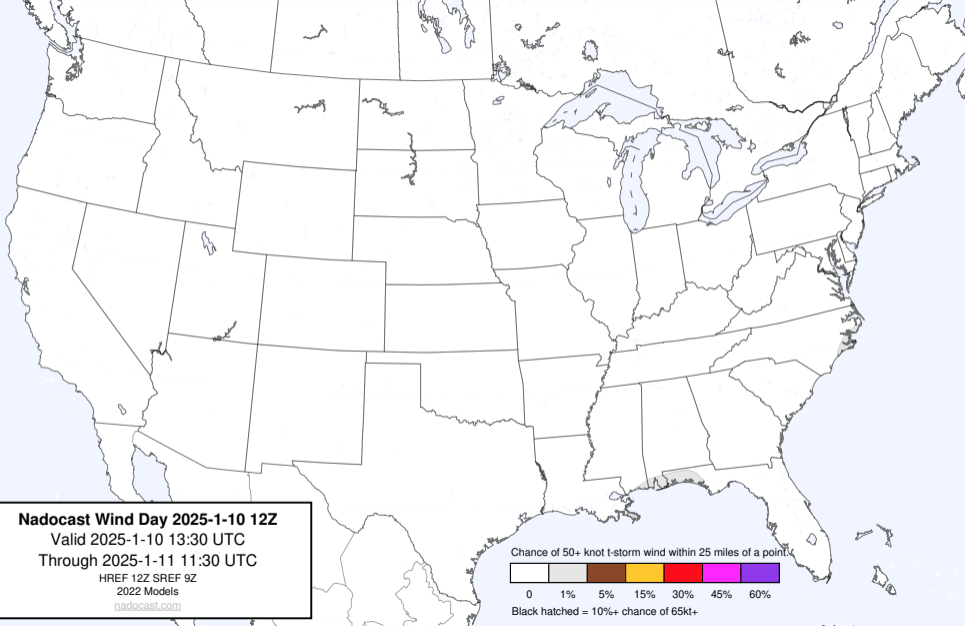 Nadocast Wind Day 2025-1-10 12Z
Valid 2025-1-10 13:30 UTC
Through 2025-1-11 11:30 UTC
HREF 12Z SREF 9Z
2022 Models
nadocast.com
Chance of 50+ knot t-storm wind within 25 miles of a point.
0 1% 5% 15% 30% 45% 60%
Black hatched = 10%+ chance of 65kt+